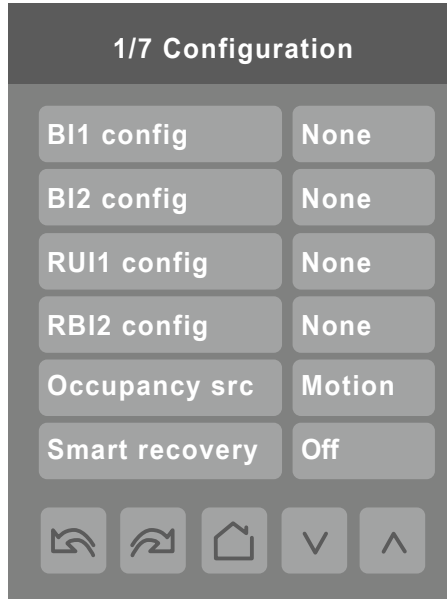 1/7 Configuration
BI1 config None
BI2 config None
RUI1 config None
RBI2 config None
Occupancy src Motion
Smart recovery Off